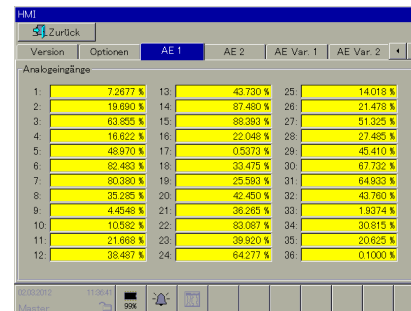 HMI
Zurück
Version Optionen AE 1 AE 2 AE Var. 1 AE Var. 2
Analogeingänge
1: 7.2677 % 13: 43.730 % 25: 14.018 %
2: 19.690 % 14: 87.480 % 26: 21.478 %
3: 63.855 % 15: 88.393 % 27: 51.325 %
4: 16.622 % 16: 22.048 % 28: 27.485 %
5: 48.970 % 17: 0.5373 % 29: 45.410 %
6: 82.483 % 18: 33.475 % 30: 67.732 %
7: 80.380 % 19: 25.593 % 31: 64.933 %
8: 35.285 % 20: 42.450 % 32: 43.760 %
9: 4.4548 % 21: 36.265 % 33: 1.9374 %
10: 10.582 % 22: 83.087 % 34: 30.815 %
11: 21.668 % 23: 39.920 % 35: 20.625 %
12: 38.487 % 24: 64.277 % 36: 0.1000 %
02.03.2012 11:36:41
Master 99%